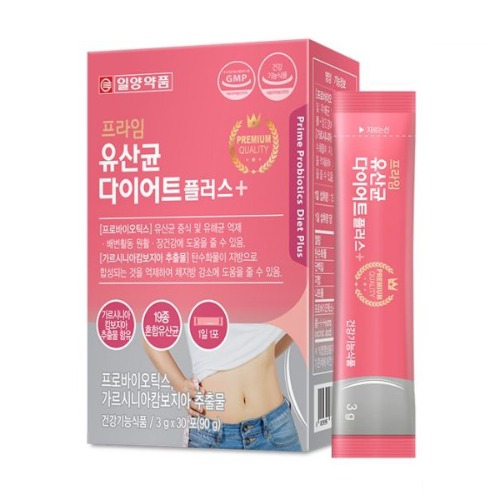 일양약품
GMP
건강
기능식품
프라임
유산균
다이어트 플러스+
PREMIUM
QUALITY
Prime Probiotics Diet Plus
[프로바이오틱스] 유산균 증식 및 유해균 억제
· 배변활동 원활 · 장건강에 도움을 줄 수 있음.
[가르시니아캄보지아 추출물] 탄수화물이 지방으로
합성되는 것을 억제하여 체지방 감소에 도움을 줄 수 있음.
가르시니아
캄보지아
추출물 함유
19종
혼합유산균
1일 1포
프로바이오틱스,
가르시니아캄보지아 추출물
건강기능식품 / 3 g x 30 포(90 g)
자르는선
프라임
유산균
다이어트 플러스+
PREMIUM
QUALITY
건강기능식품
3 g